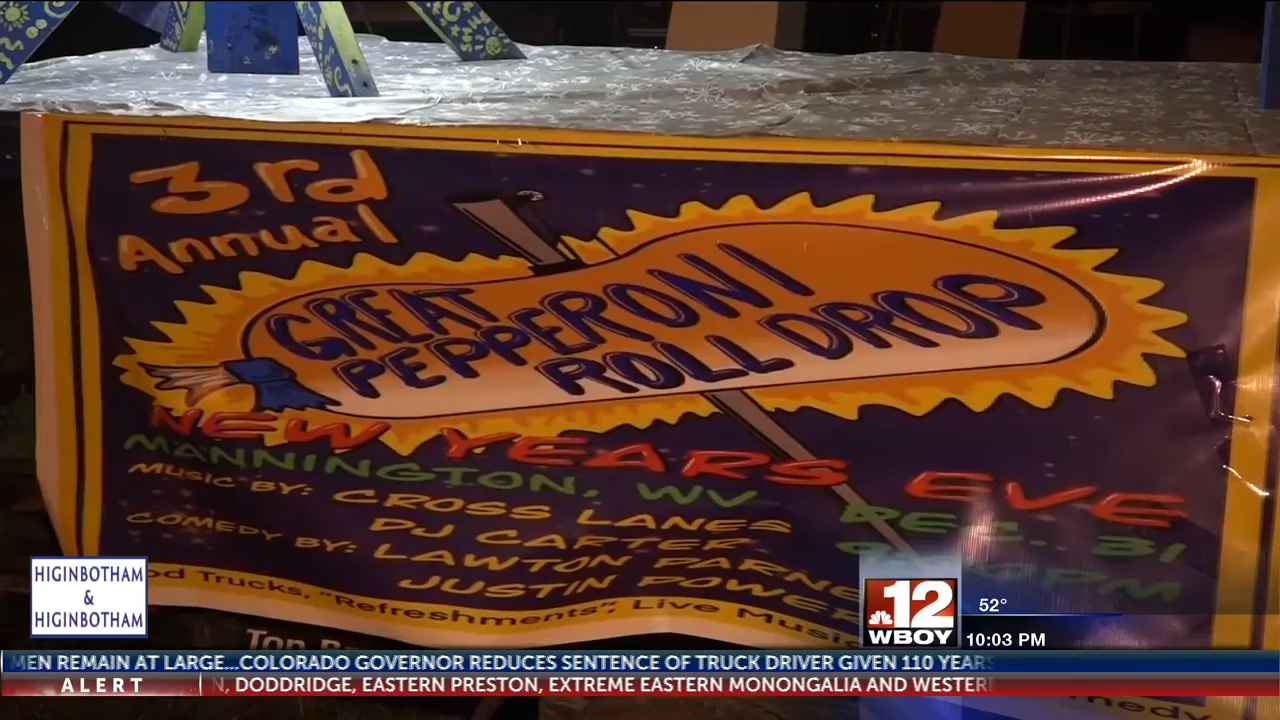 3rd
Annual
GREAT
PEPPERONI
ROLL DROP
NEW YEARS EVE
MANNINGTON, WV DEC. 31
MUSIC BY: CROSS LANES
DJ CARTER
COMEDY BY: LAWTON
JUSTIN
Trucks, "Refreshments", Live
HIGINBOTHAM
&
HIGINBOTHAM
12
WBOY
52°
10:03 PM
MEN REMAIN AT LARGE...COLORADO GOVERNOR REDUCES SENTENCE OF TRUCK DRIVER GIVEN 110
ALERT
N, DODDRIDGE, EASTERN PRESTON, EXTREME EASTERN MONONGALIA AND